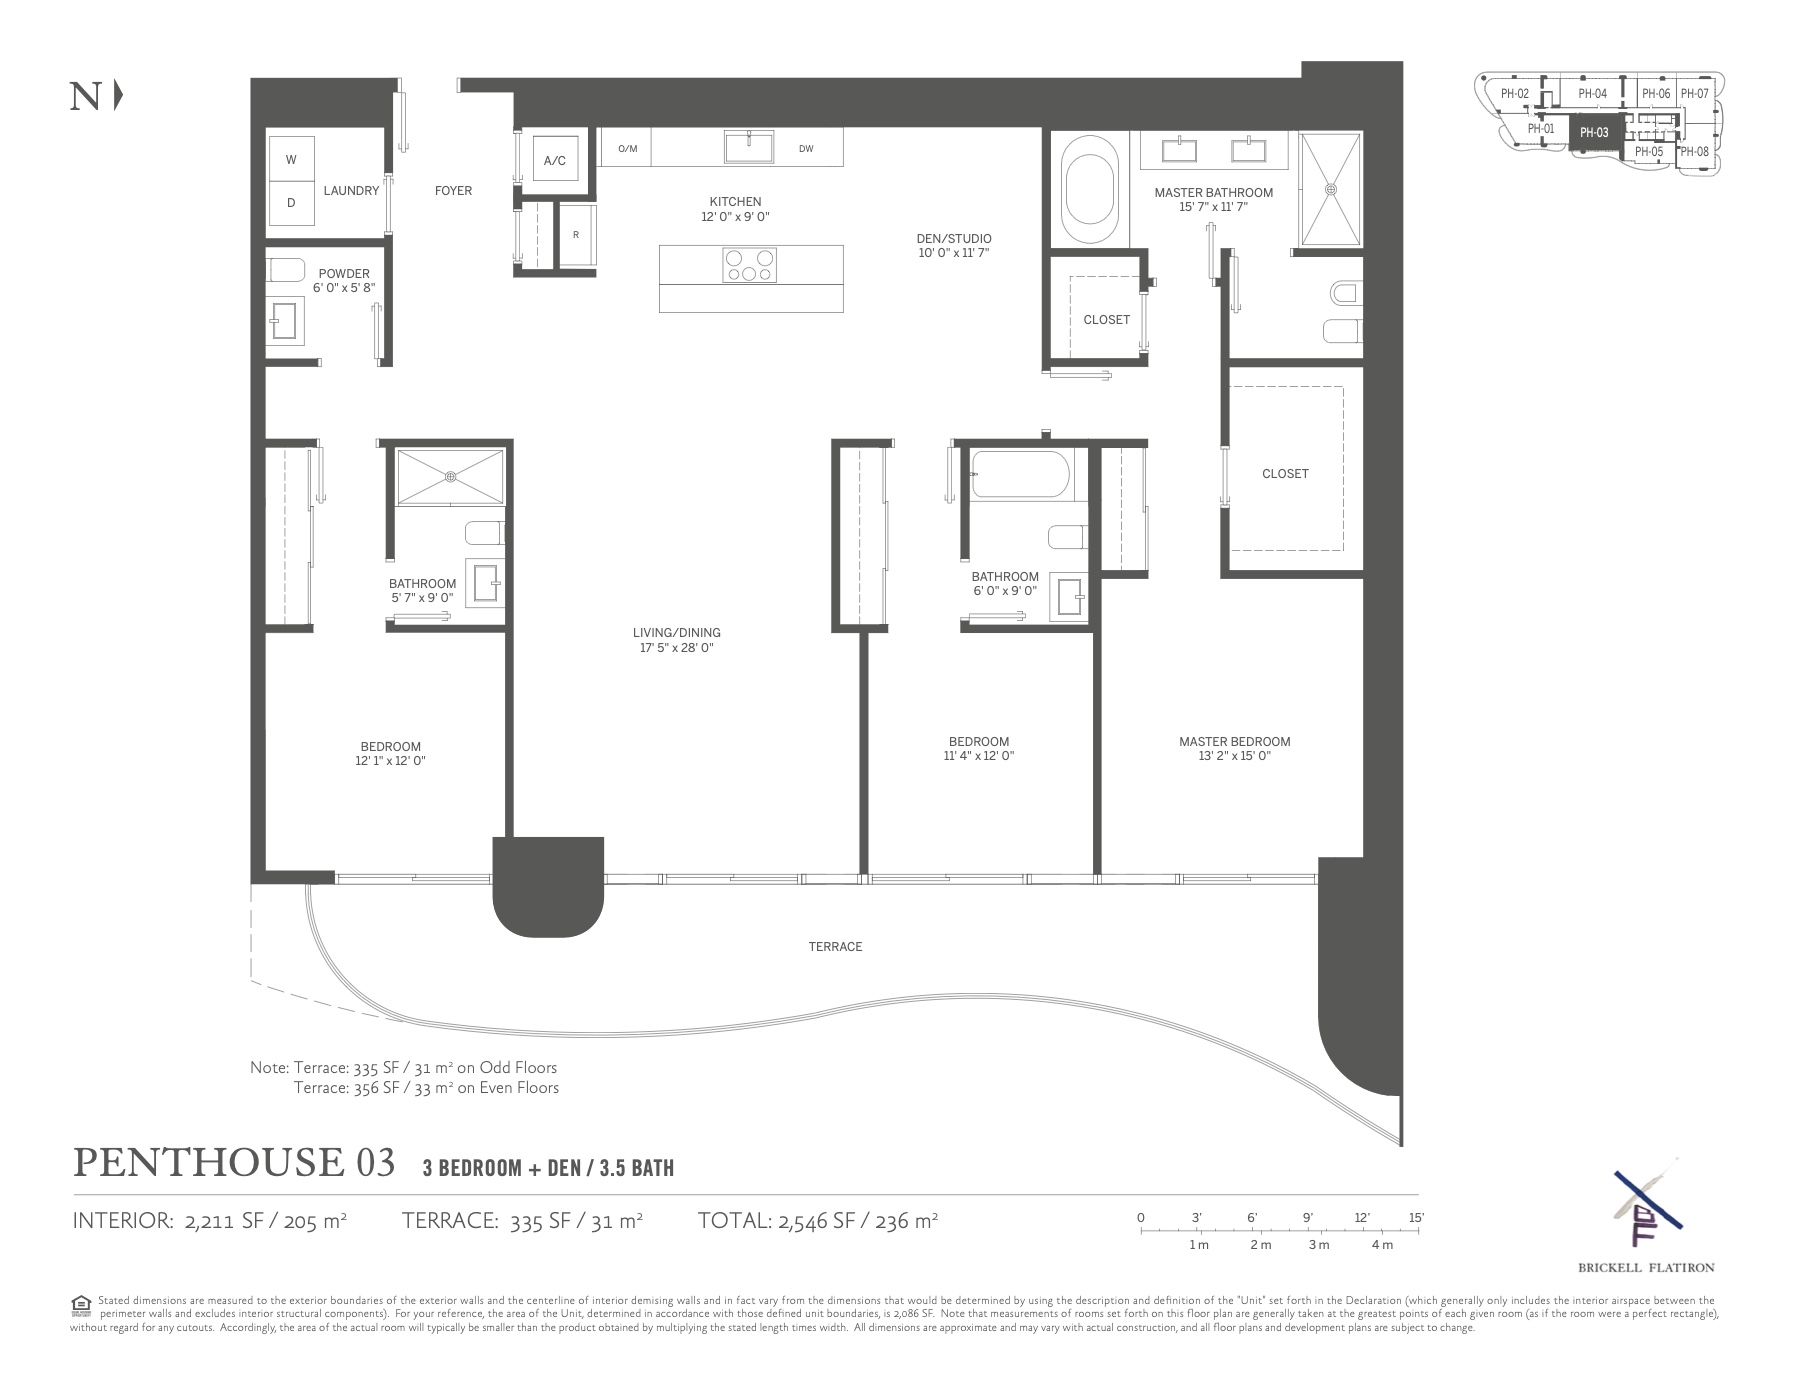 N
PH-02
PH-04
PH-06
PH-07
PH-01
PH-03
PH-05
PH-08
W
D
LAUNDRY
FOYER
A/C
R
O/M
DW
KITCHEN
12' 0" x 9' 0"
DEN/STUDIO
10' 0" x 11' 7"
MASTER BATHROOM
15' 7" x 11' 7"
POWDER
6' 0" x 5' 8"
CLOSET
CLOSET
BATHROOM
5' 7" x 9' 0"
BATHROOM
6' 0" x 9' 0"
LIVING/DINING
17' 5" x 28' 0"
BEDROOM
12' 1" x 12' 0"
BEDROOM
11' 4" x 12' 0"
MASTER BEDROOM
13' 2" x 15' 0"
TERRACE
Note: Terrace: 335 SF / 31 m² on Odd Floors
Terrace: 356 SF / 33 m² on Even Floors
PENTHOUSE 03 3 BEDROOM + DEN / 3.5 BATH
INTERIOR: 2,211 SF / 205 m² TERRACE: 335 SF / 31 m² TOTAL: 2,546 SF / 236 m²
0 3' 6' 9' 12' 15'
1 m 2 m 3 m 4 m
BRICKELL FLATIRON
Stated dimensions are measured to the exterior boundaries of the exterior walls and the centerline of interior demising walls and in fact vary from the dimensions that would be determined by using the description and definition of the "Unit" set forth in the Declaration (which generally only includes the interior airspace between the
perimeter walls and excludes interior structural components). For your reference, the area of the Unit, determined in accordance with those defined unit boundaries, is 2,086 SF. Note that measurements of rooms set forth on this floor plan are generally taken at the greatest points of each given room (as if the room were a perfect rectangle),
without regard for any cutouts. Accordingly, the area of the actual room will typically be smaller than the product obtained by multiplying the stated length times width. All dimensions are approximate and may vary with actual construction, and all floor plans and development plans are subject to change.